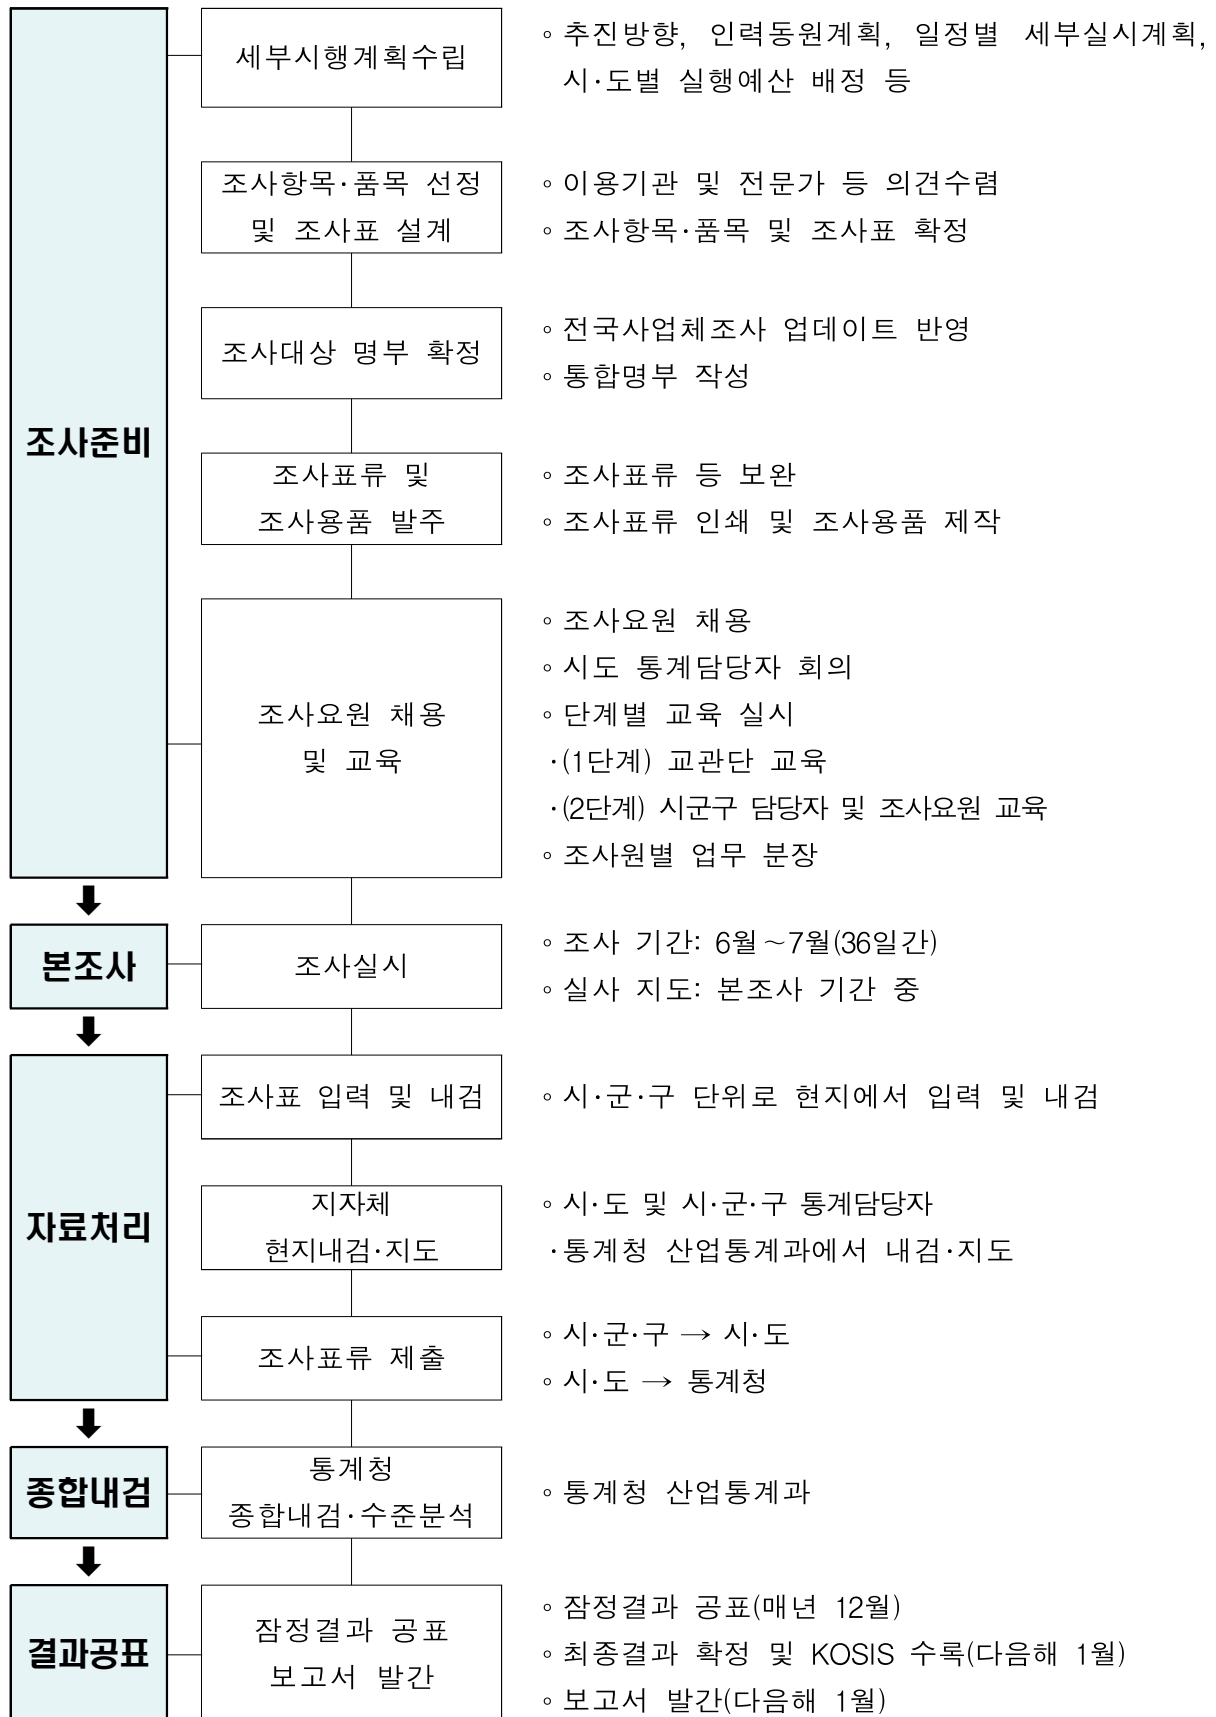 조사준비
세부시행계획수립
◦ 추진방향, 인력동원계획, 일정별 세부실시계획,
시·도별 실행예산 배정 등
조사항목·품목 선정
및 조사표 설계
◦ 이용기관 및 전문가 등 의견수렴
◦ 조사항목·품목 및 조사표 확정
조사대상 명부 확정
◦ 전국사업체조사 업데이트 반영
◦ 통합명부 작성
조사표류 및
조사용품 발주
◦ 조사표류 등 보완
◦ 조사표류 인쇄 및 조사용품 제작
조사요원 채용
및 교육
◦ 조사요원 채용
◦ 시도 통계담당자 회의
◦ 단계별 교육 실시
·(1단계) 교관단 교육
·(2단계) 시군구 담당자 및 조사요원 교육
◦ 조사원별 업무 분장
본조사
조사실시
◦ 조사 기간: 6월～7월(36일간)
◦ 실사 지도: 본조사 기간 중
자료처리
조사표 입력 및 내검
◦ 시·군·구 단위로 현지에서 입력 및 내검
지자체
현지내검·지도
◦ 시·도 및 시·군·구 통계담당자
·통계청 산업통계과에서 내검·지도
조사표류 제출
◦ 시·군·구 → 시·도
◦ 시·도 → 통계청
종합내검
통계청
종합내검·수준분석
◦ 통계청 산업통계과
결과공표
잠정결과 공표
보고서 발간
◦ 잠정결과 공표(매년 12월)
◦ 최종결과 확정 및 KOSIS 수록(다음해 1월)
◦ 보고서 발간(다음해 1월)